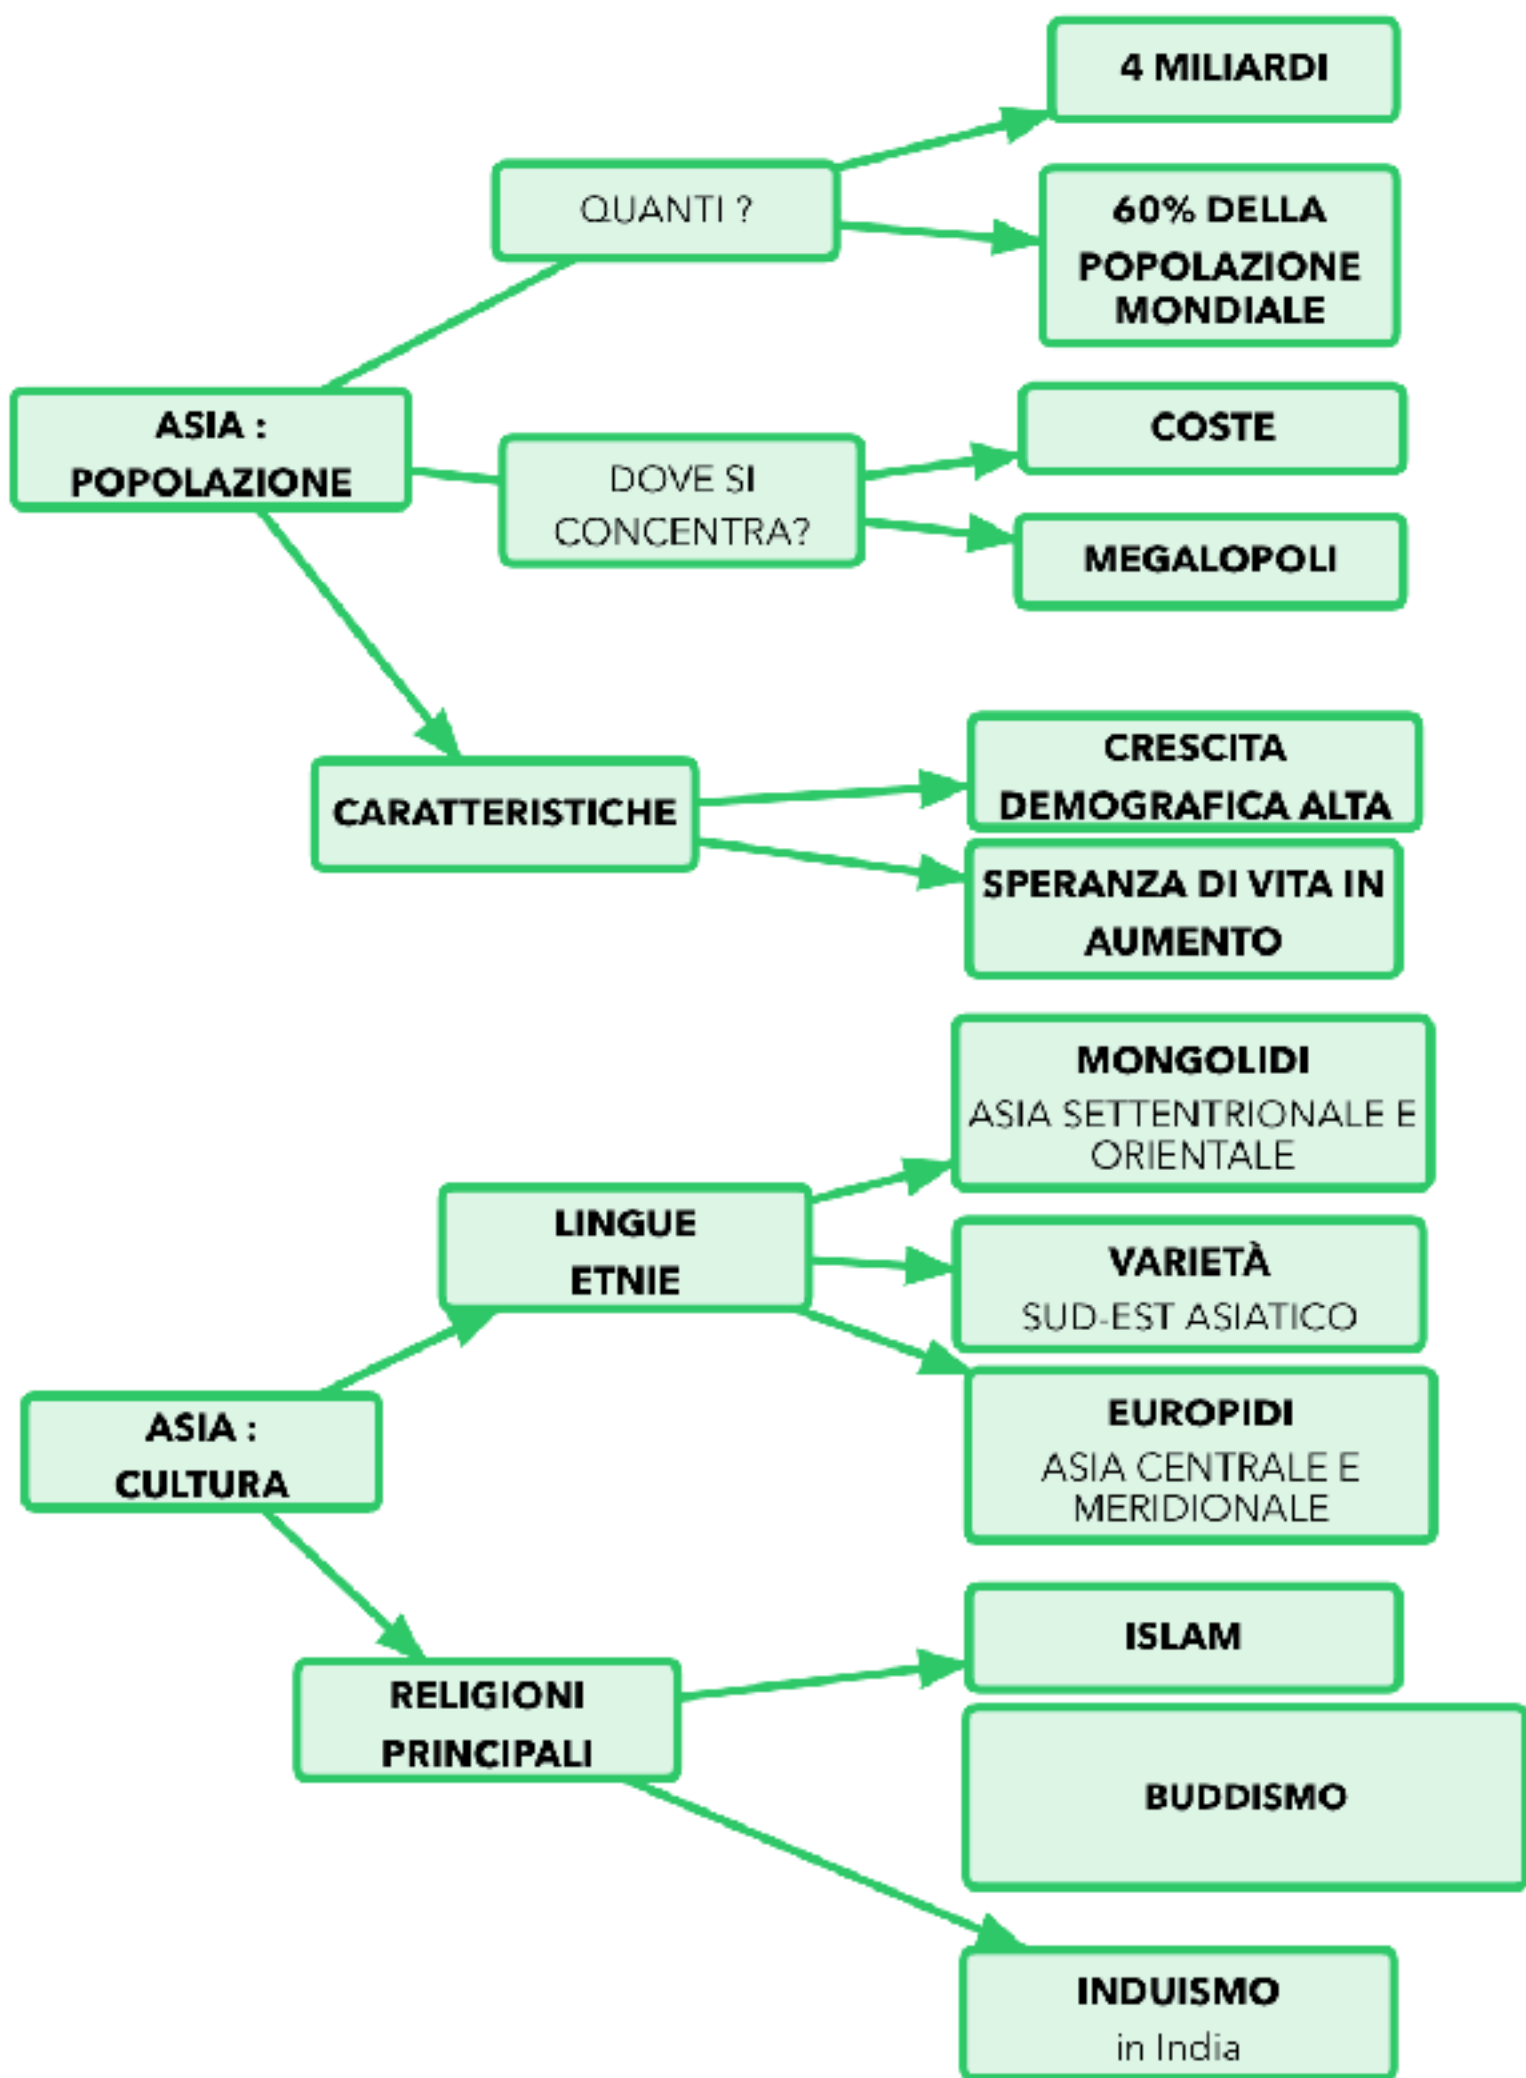 4 MILIARDI
QUANTI ?
60% DELLA
POPOLAZIONE
MONDIALE
ASIA :
POPOLAZIONE
COSTE
DOVE SI
CONCENTRA?
MEGALOPOLI
CARATTERISTICHE
CRESCITA
DEMOGRAFICA ALTA
SPERANZA DI VITA IN
AUMENTO
MONGOLIDI
ASIA SETTENTRIONALE E
ORIENTALE
LINGUE
ETNIE
VARIETÀ
SUD-EST ASIATICO
EUROPIDI
ASIA CENTRALE E
MERIDIONALE
ASIA :
CULTURA
ISLAM
RELIGIONI
PRINCIPALI
BUDDISMO
INDUISMO
in India